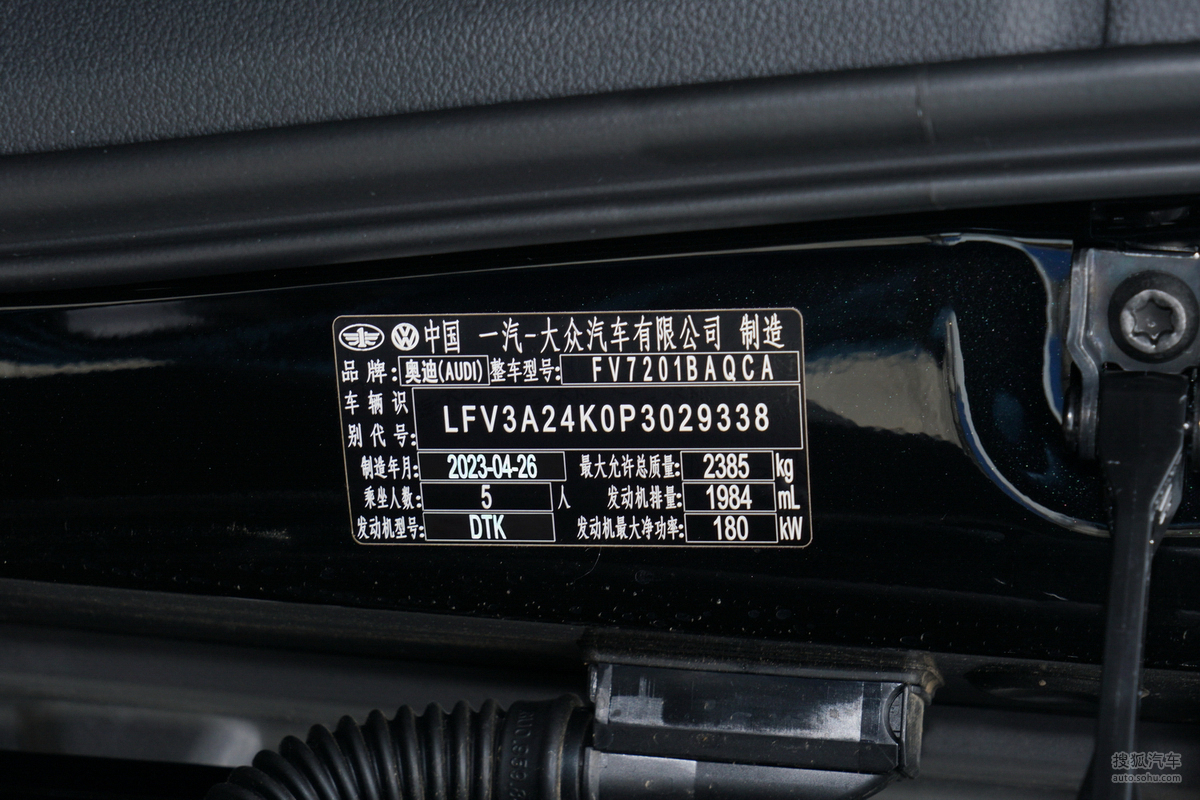 中国 一汽-大众汽车有限公司 制造
品牌: 奥迪(AUDI) 整车型号: FV7201BAQCA
车辆识别代号: LFV3A24K0P3029338
制造年月: 2023-04-26 最大允许总质量: 2385 kg
乘坐人数: 5 人 发动机排量: 1984 mL
发动机型号: DTK 发动机最大净功率: 180 kW
搜狐汽车
auto.sohu.com